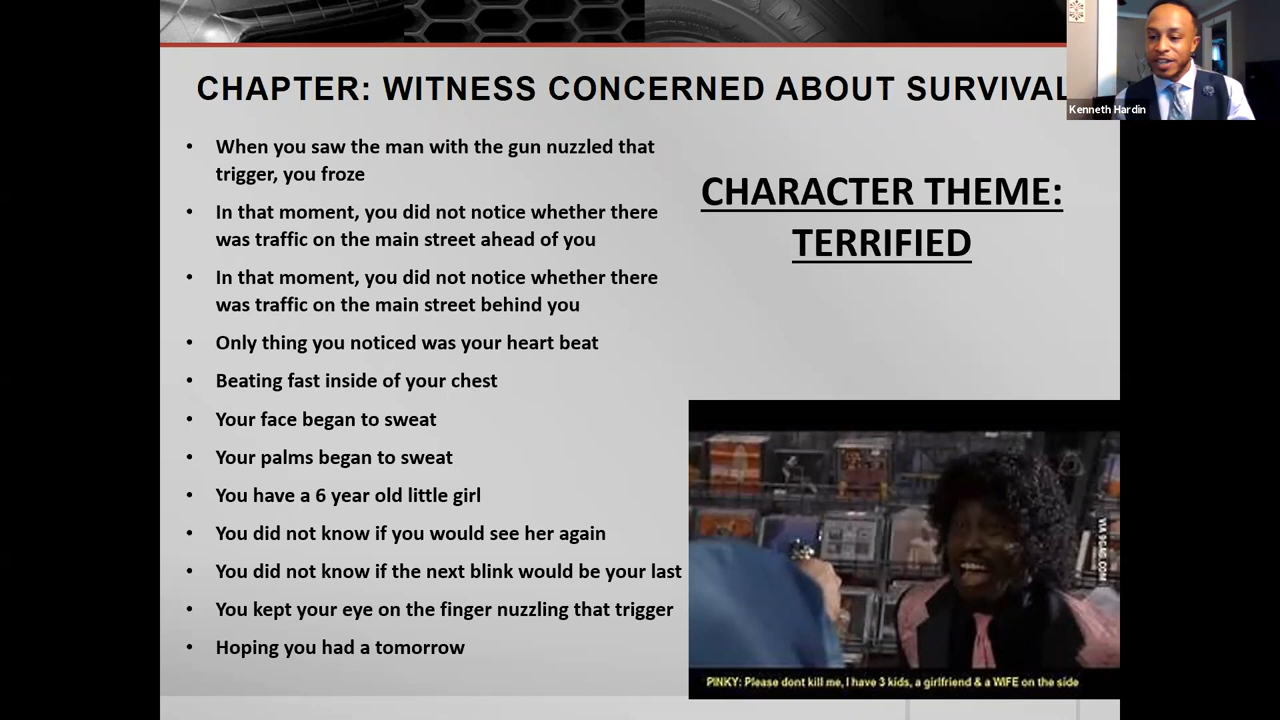 CHAPTER: WITNESS CONCERNED ABOUT SURVIVAL
Kenneth Hardin
• When you saw the man with the gun nuzzled that
trigger, you froze
• In that moment, you did not notice whether there
was traffic on the main street ahead of you
• In that moment, you did not notice whether there
was traffic on the main street behind you
• Only thing you noticed was your heart beat
• Beating fast inside of your chest
• Your face began to sweat
• Your palms began to sweat
• You have a 6 year old little girl
• You did not know if you would see her again
• You did not know if the next blink would be your last
• You kept your eye on the finger nuzzling that trigger
• Hoping you had a tomorrow
CHARACTER THEME:
TERRIFIED
VIA 9GAG.COM
PINKY: Please dont kill me, I have 3 kids, a girlfriend & a WIFE on the side